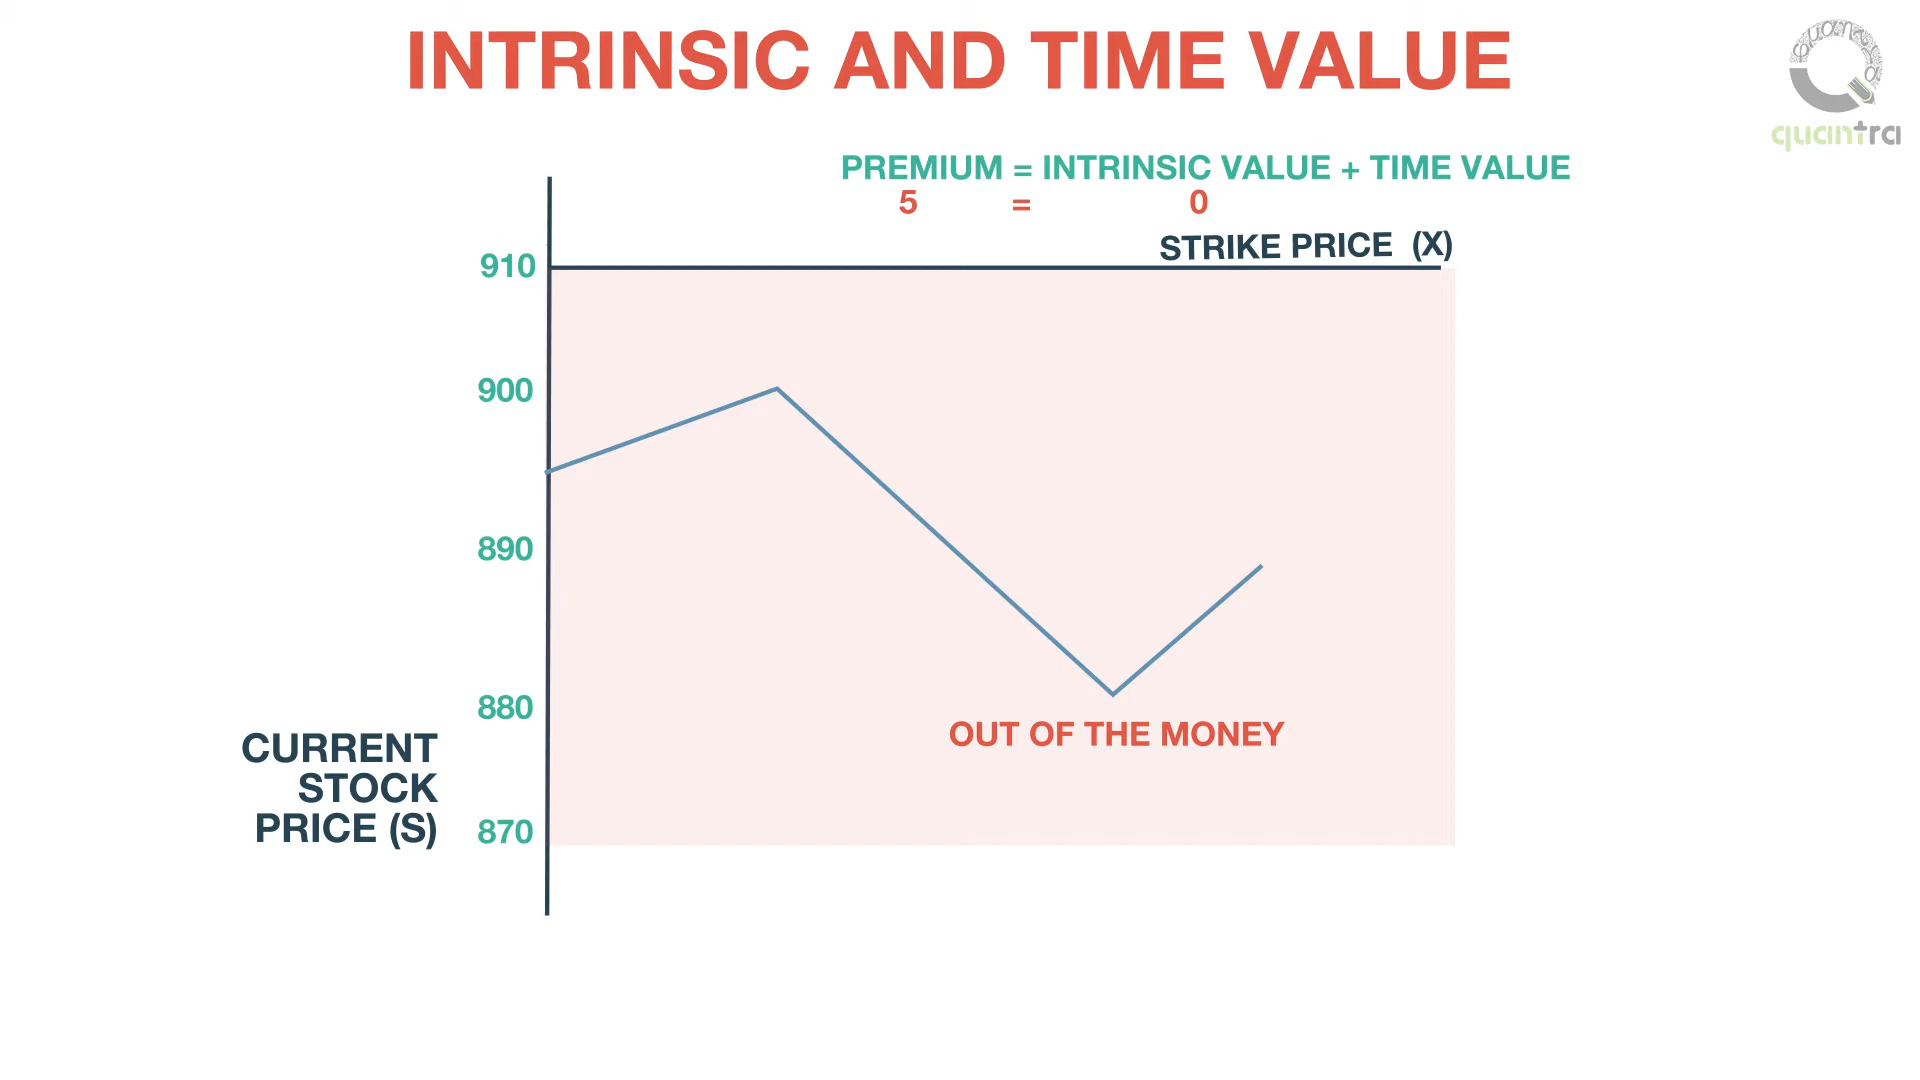 INTRINSIC AND TIME VALUE
quantra
PREMIUM = INTRINSIC VALUE + TIME VALUE
5 = 0
STRIKE PRICE (X)
910
900
890
880
870
OUT OF THE MONEY
CURRENT
STOCK
PRICE (S)